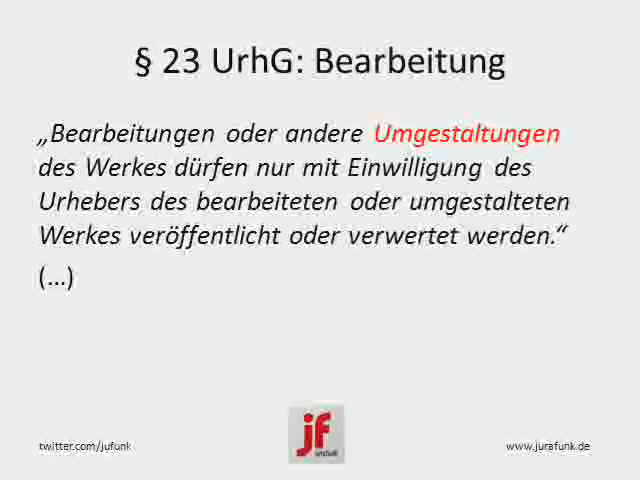 § 23 UrhG: Bearbeitung
„Bearbeitungen oder andere Umgestaltungen
des Werkes dürfen nur mit Einwilligung des
Urhebers des bearbeiteten oder umgestalteten
Werkes veröffentlicht oder verwertet werden.“
(…)
jf
twitter.com/jufunk
www.jurafunk.de